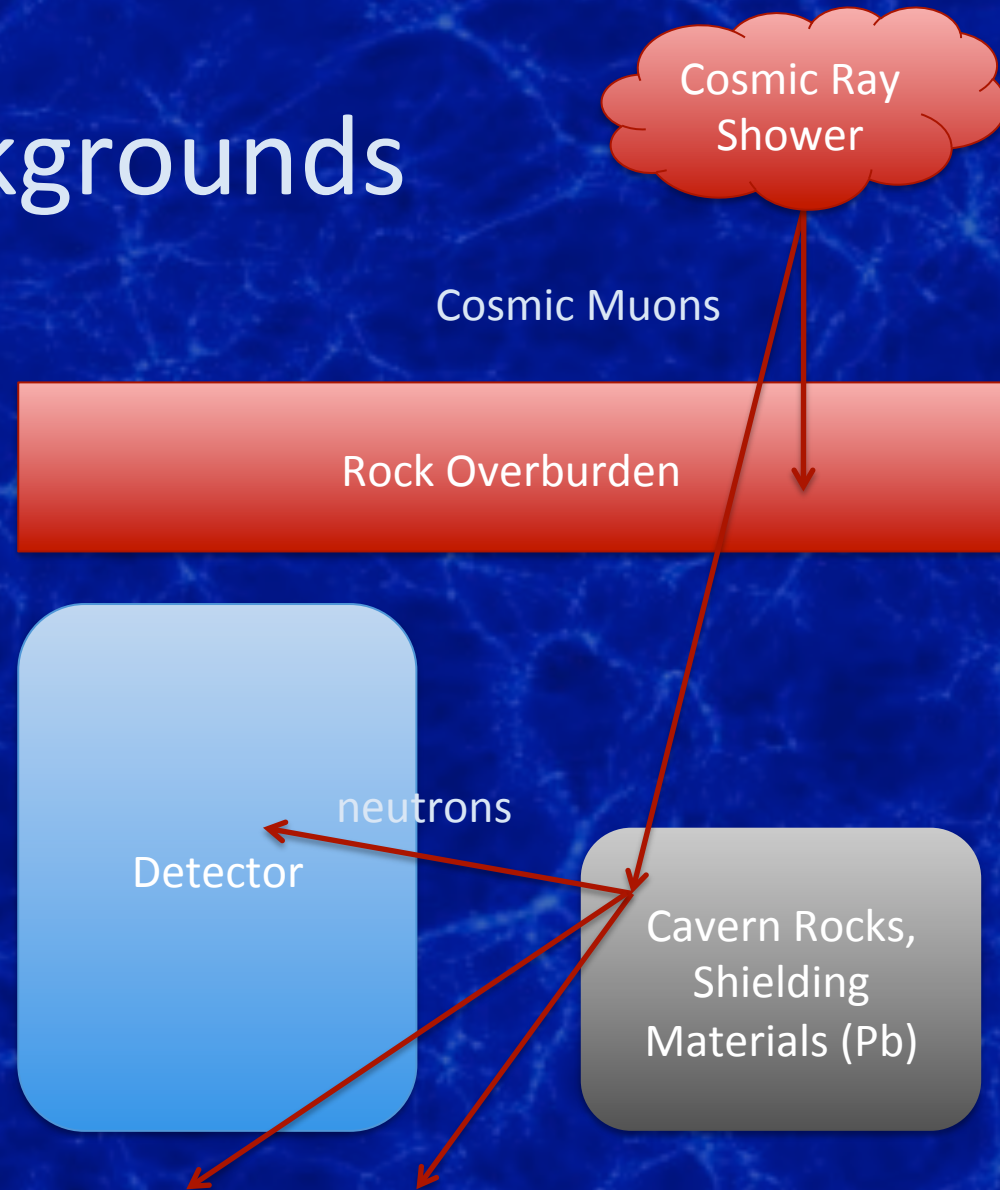 Cosmic Ray
Shower
kgrounds
Cosmic Muons
Rock Overburden
neutrons
Detector
Cavern Rocks,
Shielding
Materials (Pb)